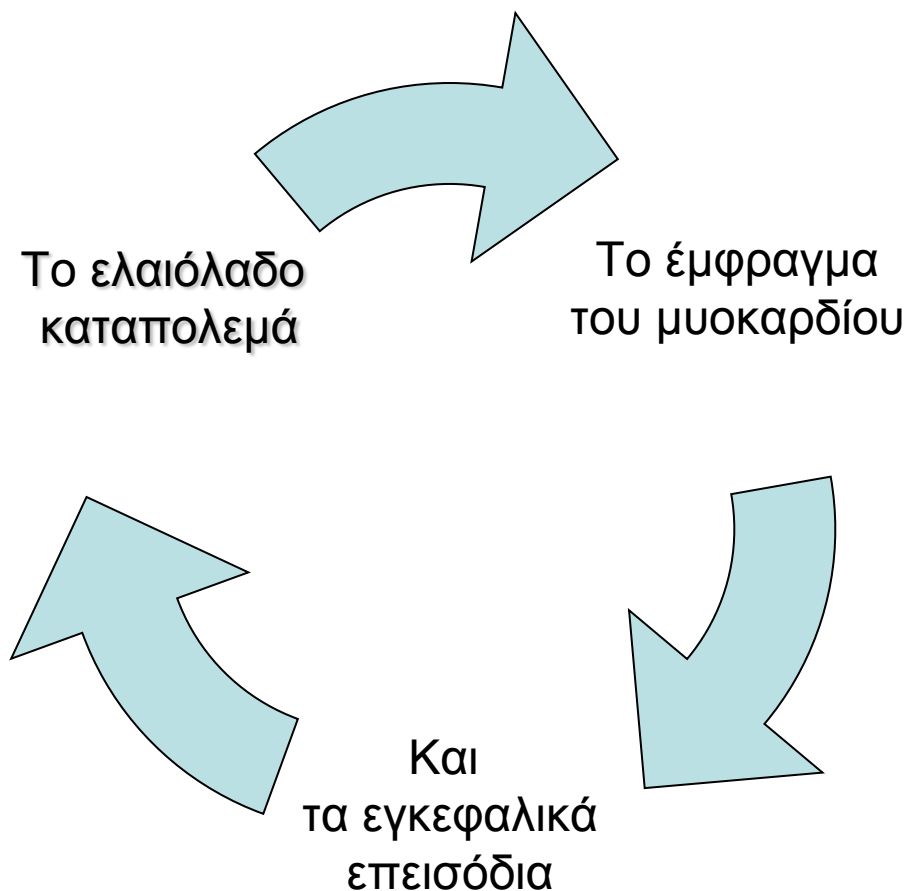 Το ελαιόλαδο
καταπολεμά
Το έμφραγμα
του μυοκαρδίου
Και
τα εγκεφαλικά
επεισόδια